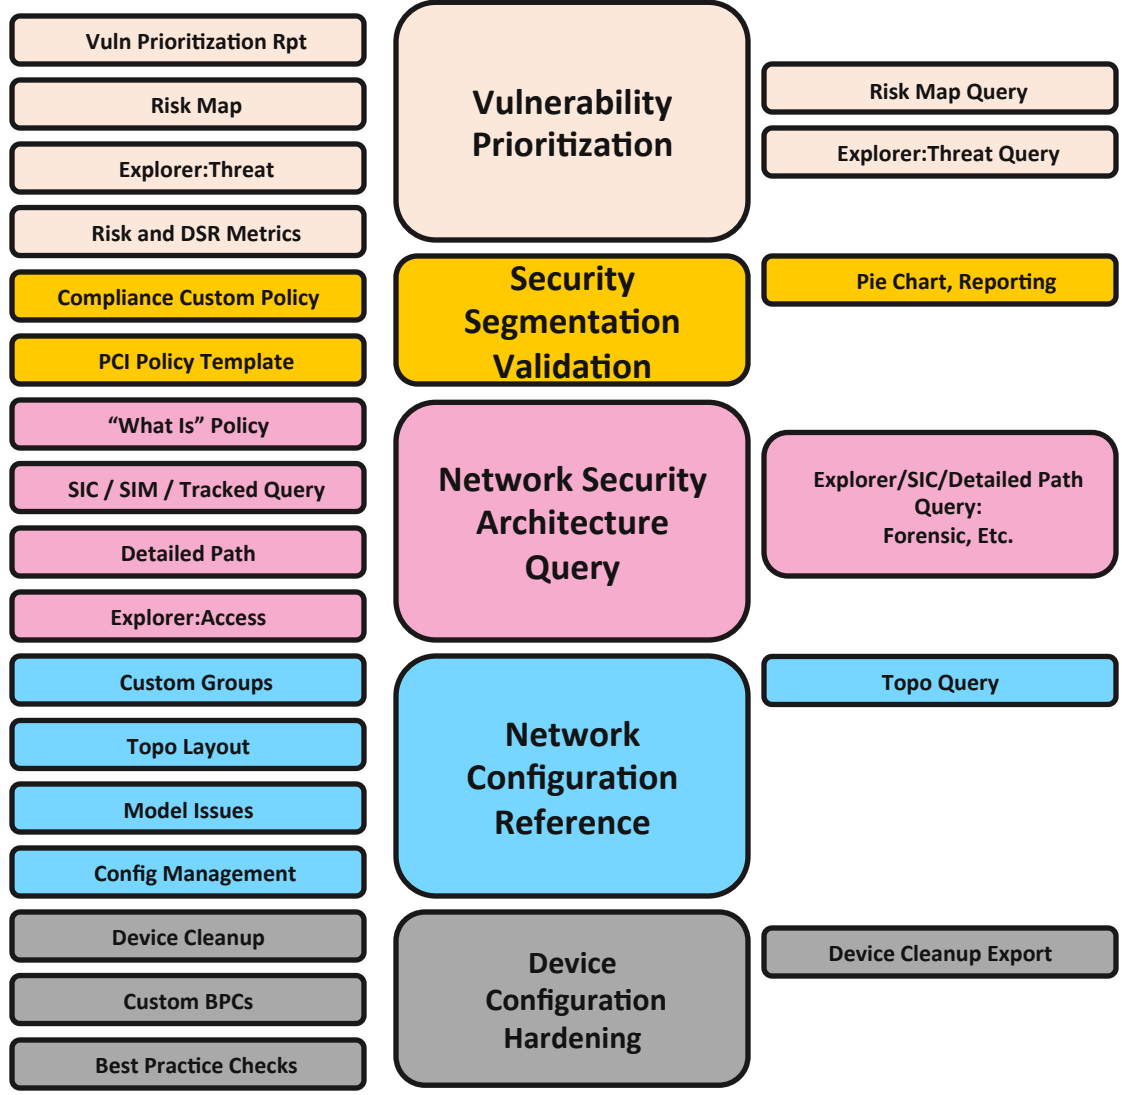 Vuln Prioritization Rpt
Risk Map
Explorer:Threat
Risk and DSR Metrics
Compliance Custom Policy
PCI Policy Template
“What Is” Policy
SIC / SIM / Tracked Query
Detailed Path
Explorer:Access
Custom Groups
Topo Layout
Model Issues
Config Management
Device Cleanup
Custom BPCs
Best Practice Checks
Vulnerability
Prioritization
Security
Segmentation
Validation
Network Security
Architecture
Query
Network
Configuration
Reference
Device
Configuration
Hardening
Risk Map Query
Explorer:Threat Query
Pie Chart, Reporting
Explorer/SIC/Detailed Path
Query:
Forensic, Etc.
Topo Query
Device Cleanup Export